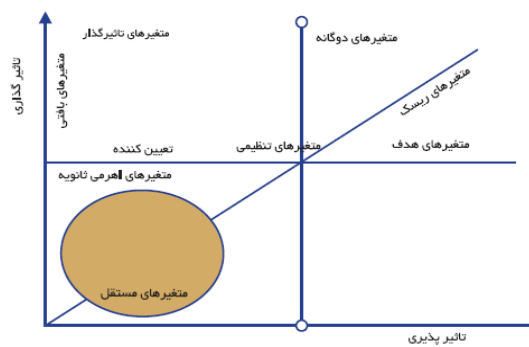 متغیرهای تاثیرگذار
متغیرهای دوگانه
تاثیر گذاری
متغیرهای بافتی
متغیرهای ریسک
تعیین کننده
متغیرهای تنظیمی
متغیرهای هدف
متغیرهای اهرمی ثانویه
متغیرهای مستقل
تاثیر پذیری